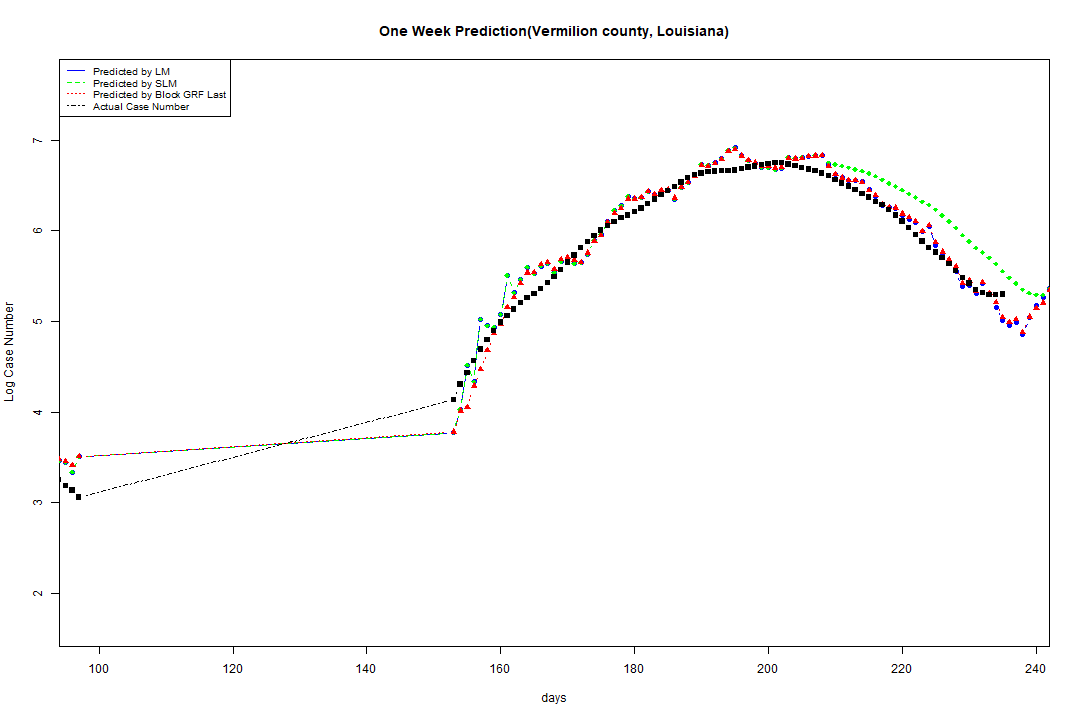 One Week Prediction(Vermilion county, Louisiana)
Predicted by LM
Predicted by SLM
Predicted by Block GRF Last
Actual Case Number
7
6
5
4
3
2
Log Case Number
100 120 140 160 180 200 220 240
days